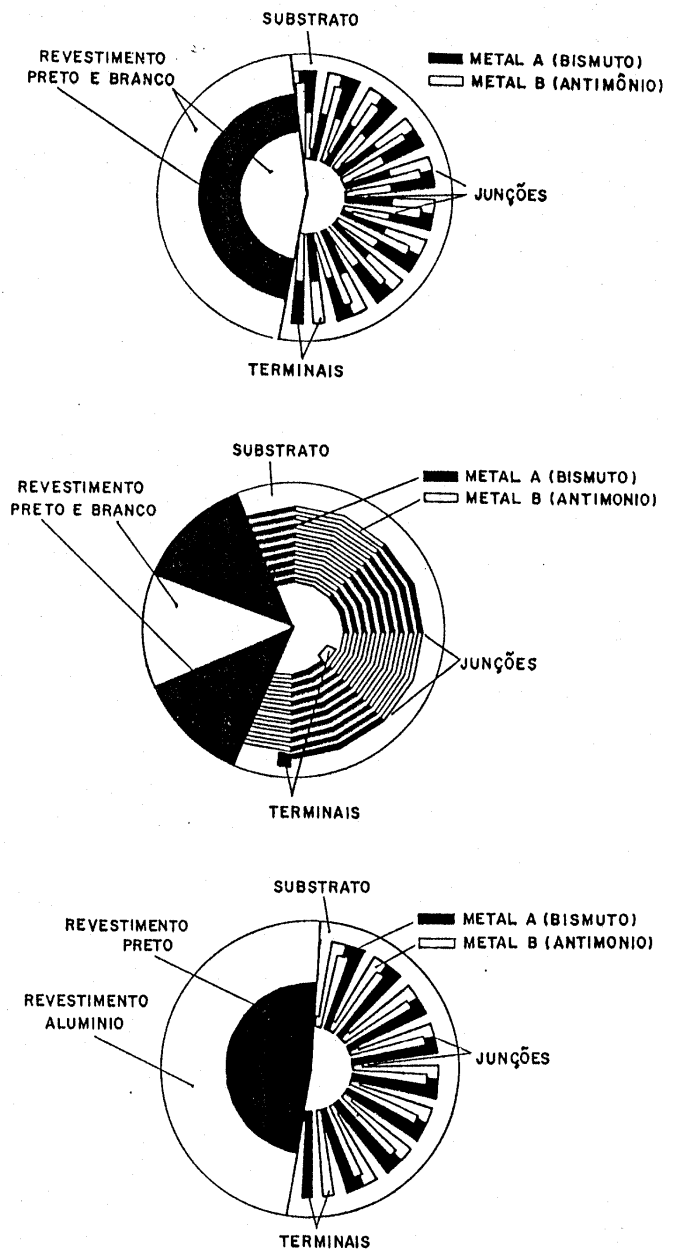 SUBSTRATO
REVESTIMENTO
PRETO E BRANCO
METAL A (BISMUTO)
METAL B (ANTIMÔNIO)
JUNÇÕES
TERMINAIS
SUBSTRATO
REVESTIMENTO
PRETO E BRANCO
METAL A (BISMUTO)
METAL B (ANTIMONIO)
JUNÇÕES
TERMINAIS
SUBSTRATO
REVESTIMENTO
PRETO
METAL A (BISMUTO)
METAL B (ANTIMONIO)
REVESTIMENTO
ALUMINIO
JUNÇÕES
TERMINAIS